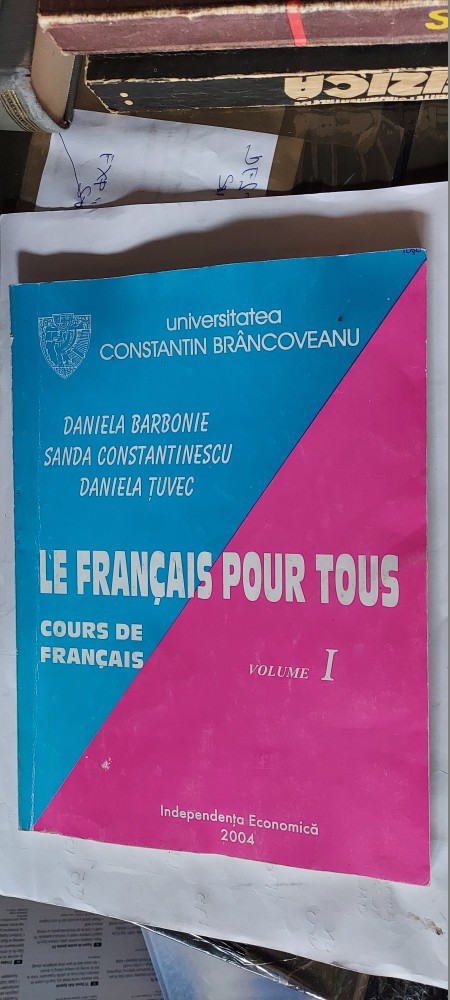 FIZICA
universitatea
CONSTANTIN BRÂNCOVEANU
DANIELA BARBONIE
SANDA CONSTANTINESCU
DANIELA ȚUVEC
LE FRANÇAIS POUR TOUS
COURS DE
FRANÇAIS
VOLUME I
Independența Economică
2004